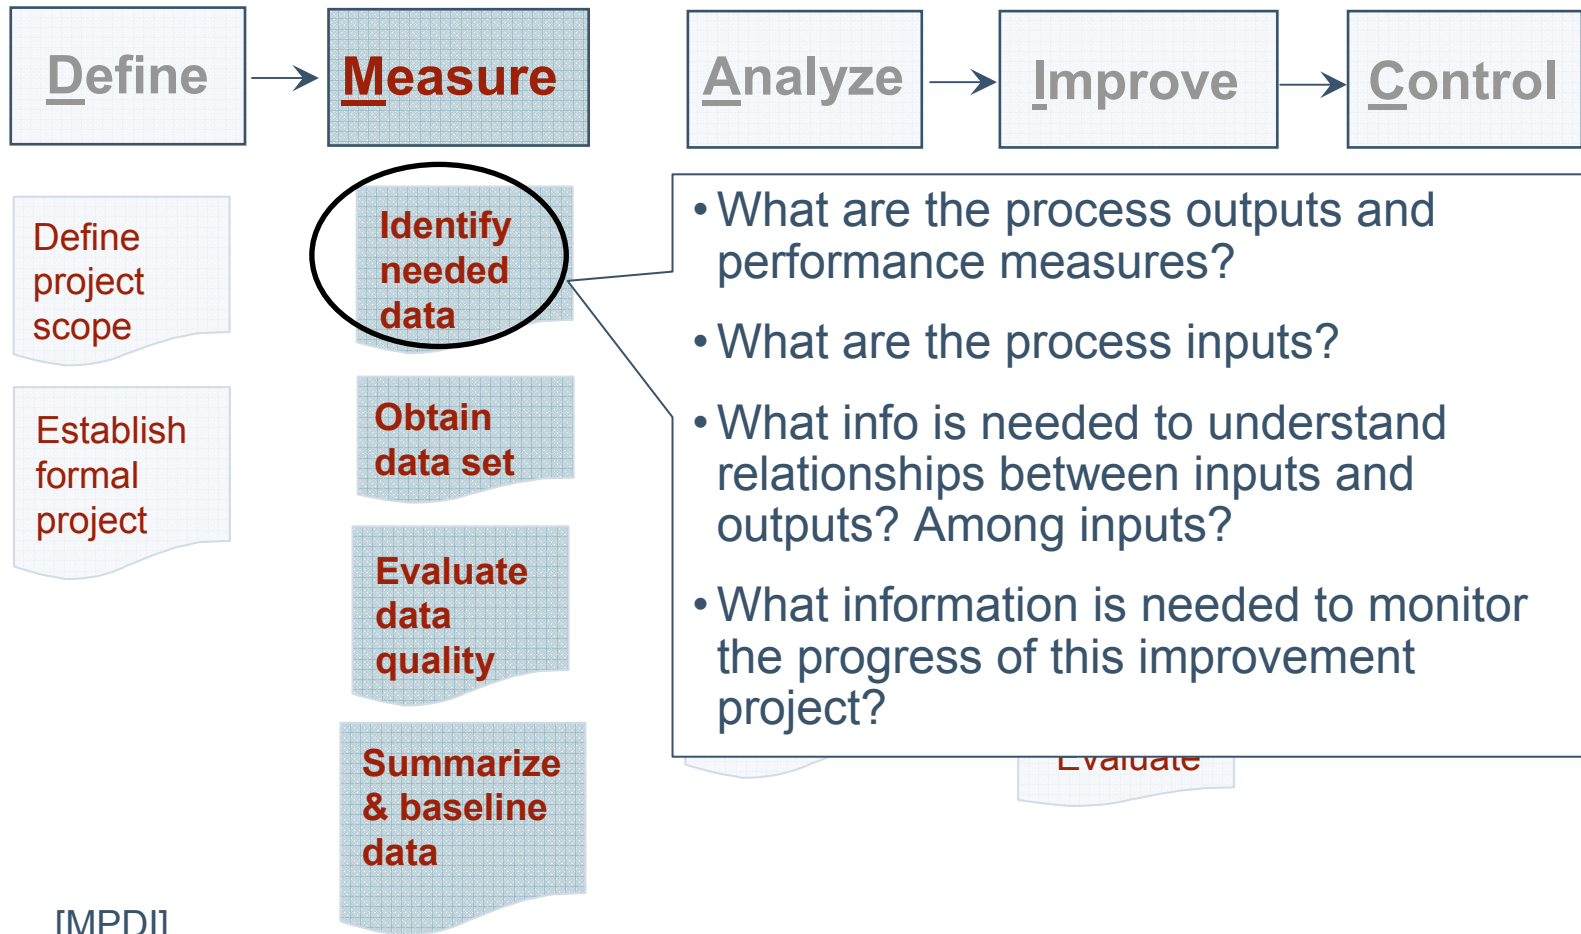 Define
Measure
Analyze
Improve
Control
Define
project
scope
Establish
formal
project
Identify
needed
data
Obtain
data set
Evaluate
data
quality
Summarize
& baseline
data
• What are the process outputs and
performance measures?
• What are the process inputs?
• What info is needed to understand
relationships between inputs and
outputs? Among inputs?
• What information is needed to monitor
the progress of this improvement
project?
Evaluate
[MPDI]